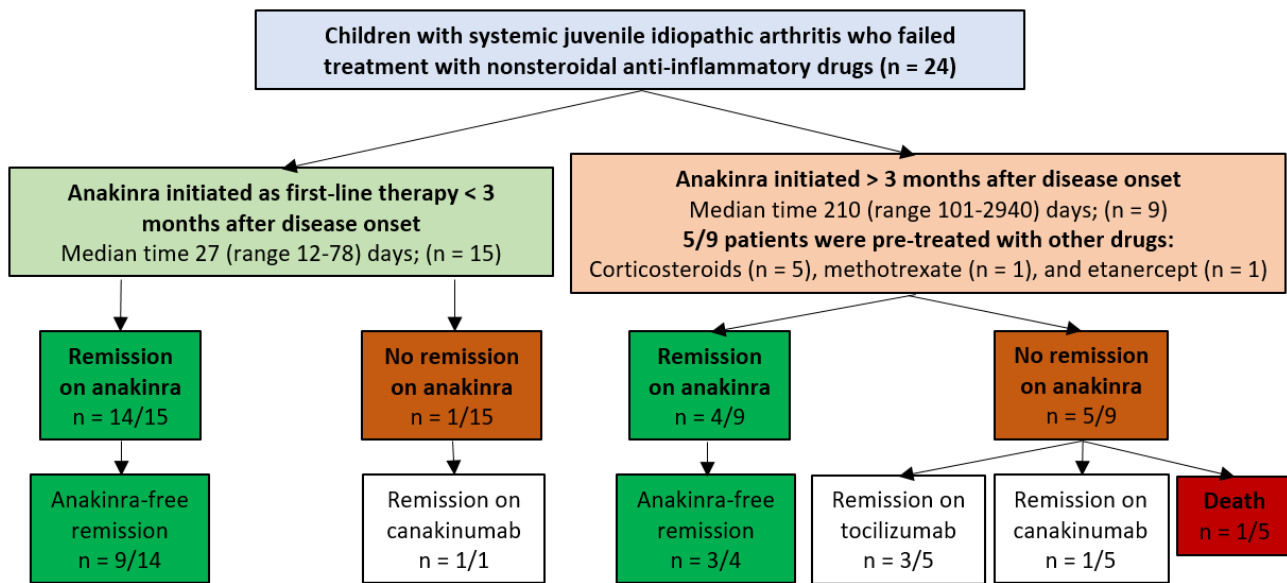 Children with systemic juvenile idiopathic arthritis who failed
treatment with nonsteroidal anti-inflammatory drugs (n = 24)
Anakinra initiated as first-line therapy < 3
months after disease onset
Median time 27 (range 12-78) days; (n = 15)
Anakinra initiated > 3 months after disease onset
Median time 210 (range 101-2940) days; (n = 9)
5/9 patients were pre-treated with other drugs:
Corticosteroids (n = 5), methotrexate (n = 1), and etanercept (n = 1)
Remission
on anakinra
n = 14/15
No remission
on anakinra
n = 1/15
Remission
on anakinra
n = 4/9
No remission
on anakinra
n = 5/9
Anakinra-free
remission
n = 9/14
Remission on
canakinumab
n = 1/1
Anakinra-free
remission
n = 3/4
Remission on
tocilizumab
n = 3/5
Remission on
canakinumab
n = 1/5
Death
n = 1/5